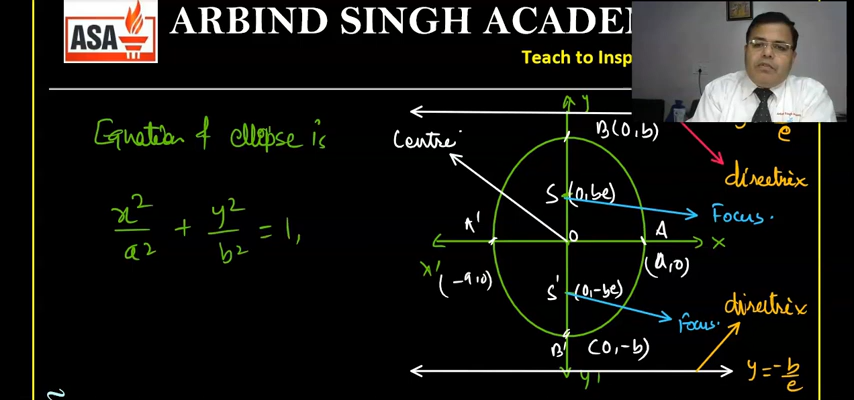 ASA
ARBIND SINGH ACADEM
Teach to Insp
Equation of ellipse is
x²/a² + y²/b² = 1,
Centre
y
B(0, b)
e
directrix
S (0, be)
Focus.
A'
O
A
x
x'
(-a,0)
(a,0)
S' (0,-be)
Focus.
directrix
B' (0,-b)
y = -b/e
y'